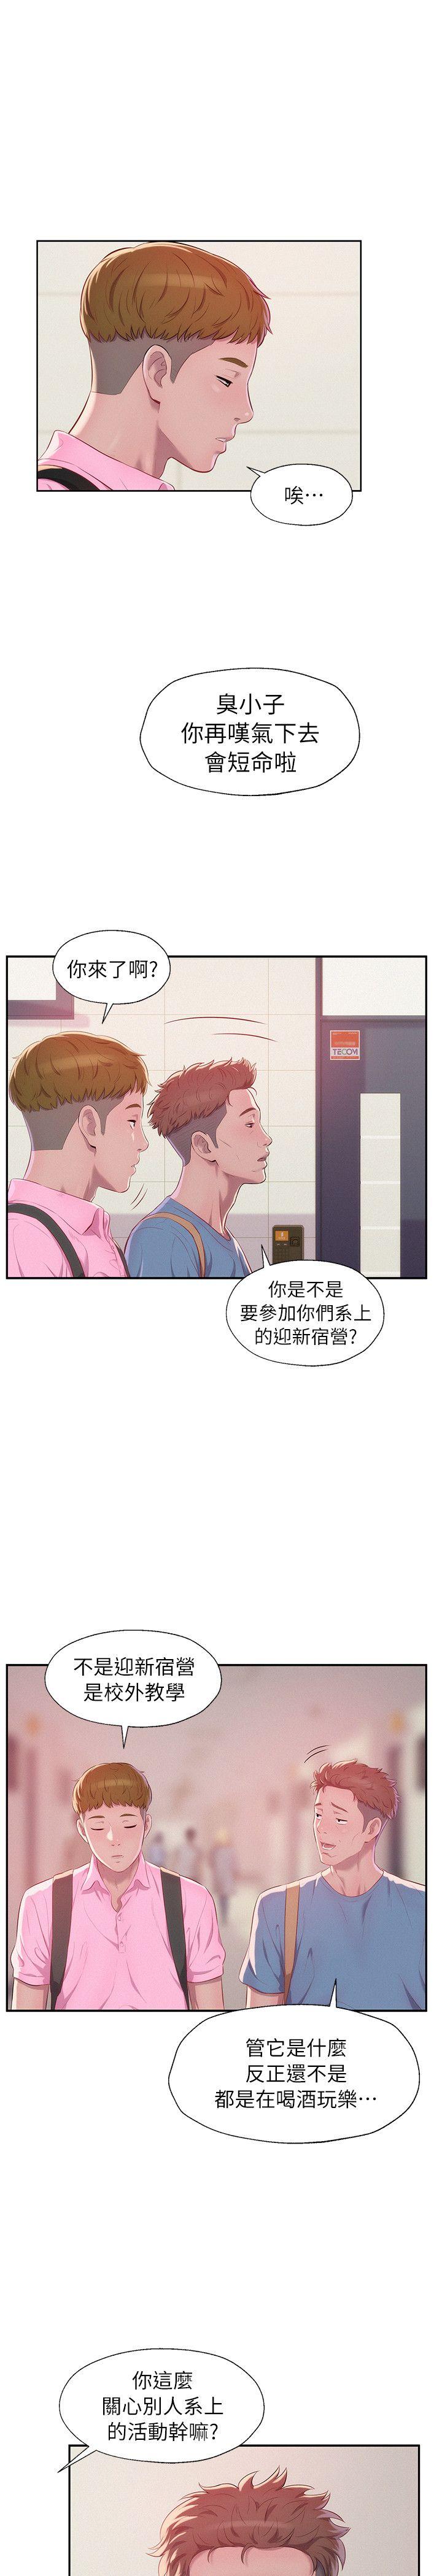 唉…
臭小子
你再嘆氣下去
會短命啦
你來了啊?
TECOM
你是不是
要參加你們系上
的迎新宿營?
不是迎新宿營
是校外教學
管它是什麼
反正還不是
都是在喝酒玩樂…
你這麼
關心別人系上
的活動幹嘛?